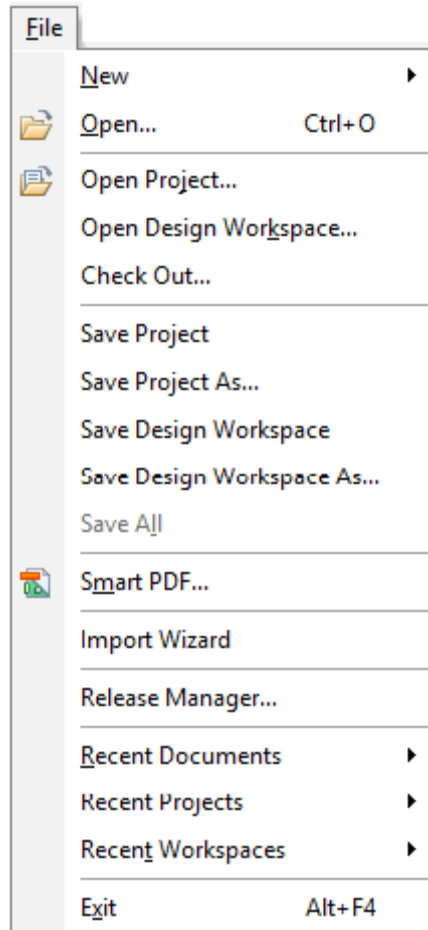 File
New
Open... Ctrl+O
Open Project...
Open Design Workspace...
Check Out...
Save Project
Save Project As...
Save Design Workspace
Save Design Workspace As...
Save All
Smart PDF...
Import Wizard
Release Manager...
Recent Documents
Recent Projects
Recent Workspaces
Exit Alt+F4